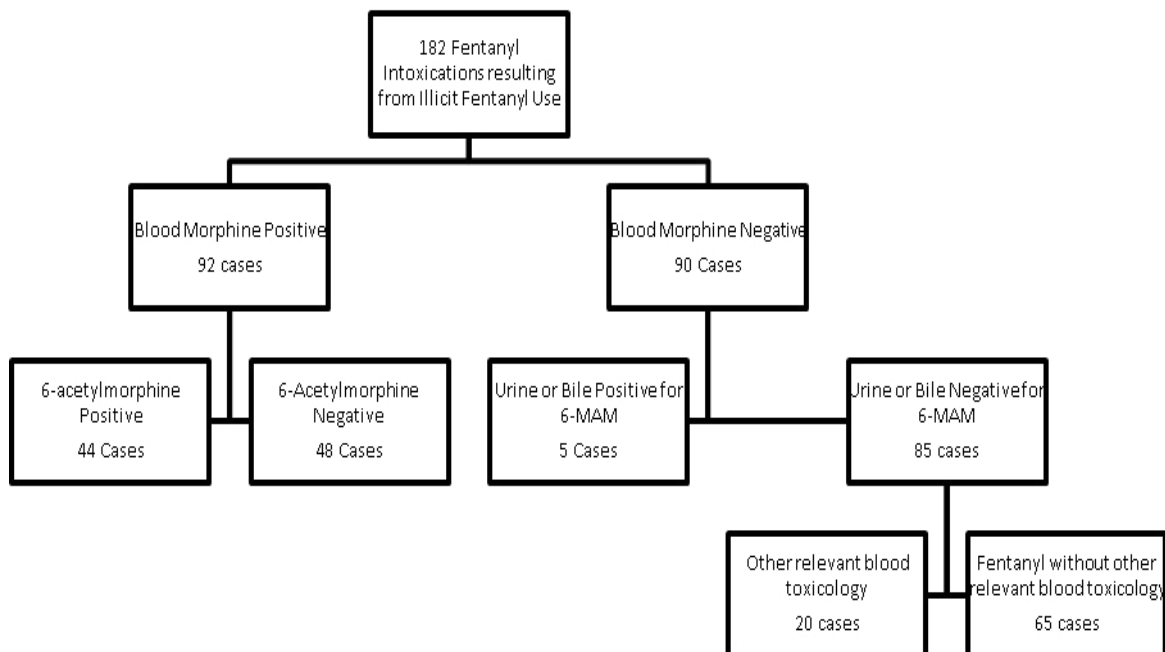 182 Fentanyl
Intoxications resulting
from Illicit Fentanyl Use
Blood Morphine Positive
92 cases
Blood Morphine Negative
90 Cases
6-acetylmorphine
Positive
44 Cases
6-Acetylmorphine
Negative
48 Cases
Urine or Bile Positive for
6-MAM
5 Cases
Urine or Bile Negative for
6-MAM
85 cases
Other relevant blood
toxicology
20 cases
Fentanyl without other
relevant blood toxicology
65 cases